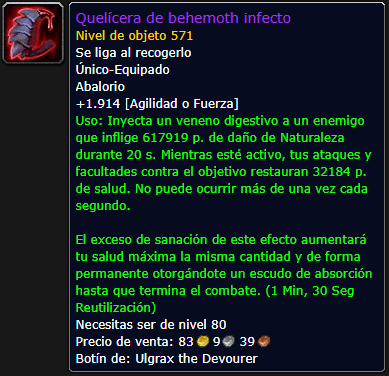 Quelícera de behemoth infecto
Nivel de objeto 571
Se liga al recogerlo
Único-Equipado
Abalorio
+1.914 [Agilidad o Fuerza]
Uso: Inyecta un veneno digestivo a un enemigo
que inflige 617919 p. de daño de Naturaleza
durante 20 s. Mientras esté activo, tus ataques y
facultades contra el objetivo restauran 32184 p.
de salud. No puede ocurrir más de una vez cada
segundo.
El exceso de sanación de este efecto aumentará
tu salud máxima la misma cantidad y de forma
permanente otorgándote un escudo de absorción
hasta que termina el combate. (1 Min, 30 Seg
Reutilización)
Necesitas ser de nivel 80
Precio de venta: 83 9 39
Botín de: Ulgrax the Devourer